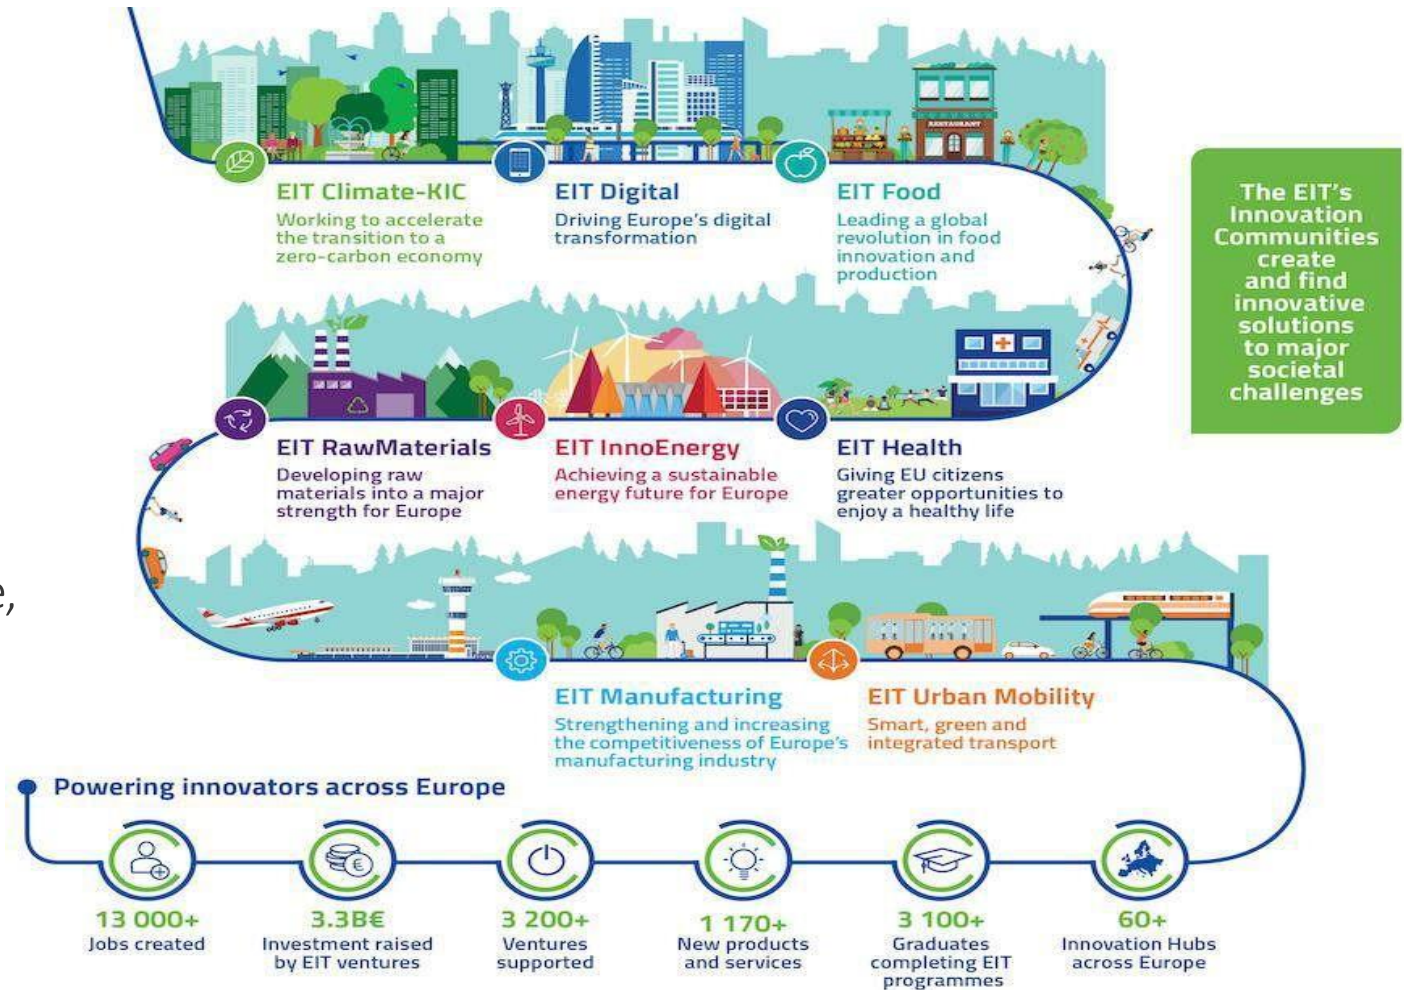 RESTAURANT
EIT Climate-KIC
Working to accelerate
the transition to a
zero-carbon economy
EIT Digital
Driving Europe's digital
transformation
EIT Food
Leading a global
revolution in food
innovation and
production
The EIT's
Innovation
Communities
create
and find
innovative
solutions
to major
societal
challenges
EIT RawMaterials
Developing raw
materials into a major
strength for Europe
EIT InnoEnergy
Achieving a sustainable
energy future for Europe
EIT Health
Giving EU citizens
greater opportunities to
enjoy a healthy life
e,
EIT Manufacturing
Strengthening and increasing
the competitiveness of Europe's
manufacturing industry
EIT Urban Mobility
Smart, green and
integrated transport
Powering innovators across Europe
13 000+
Jobs created
3.3B€
Investment raised
by EIT ventures
3 200+
Ventures
supported
1 170+
New products
and services
3 100+
Graduates
completing EIT
programmes
60+
Innovation Hubs
across Europe